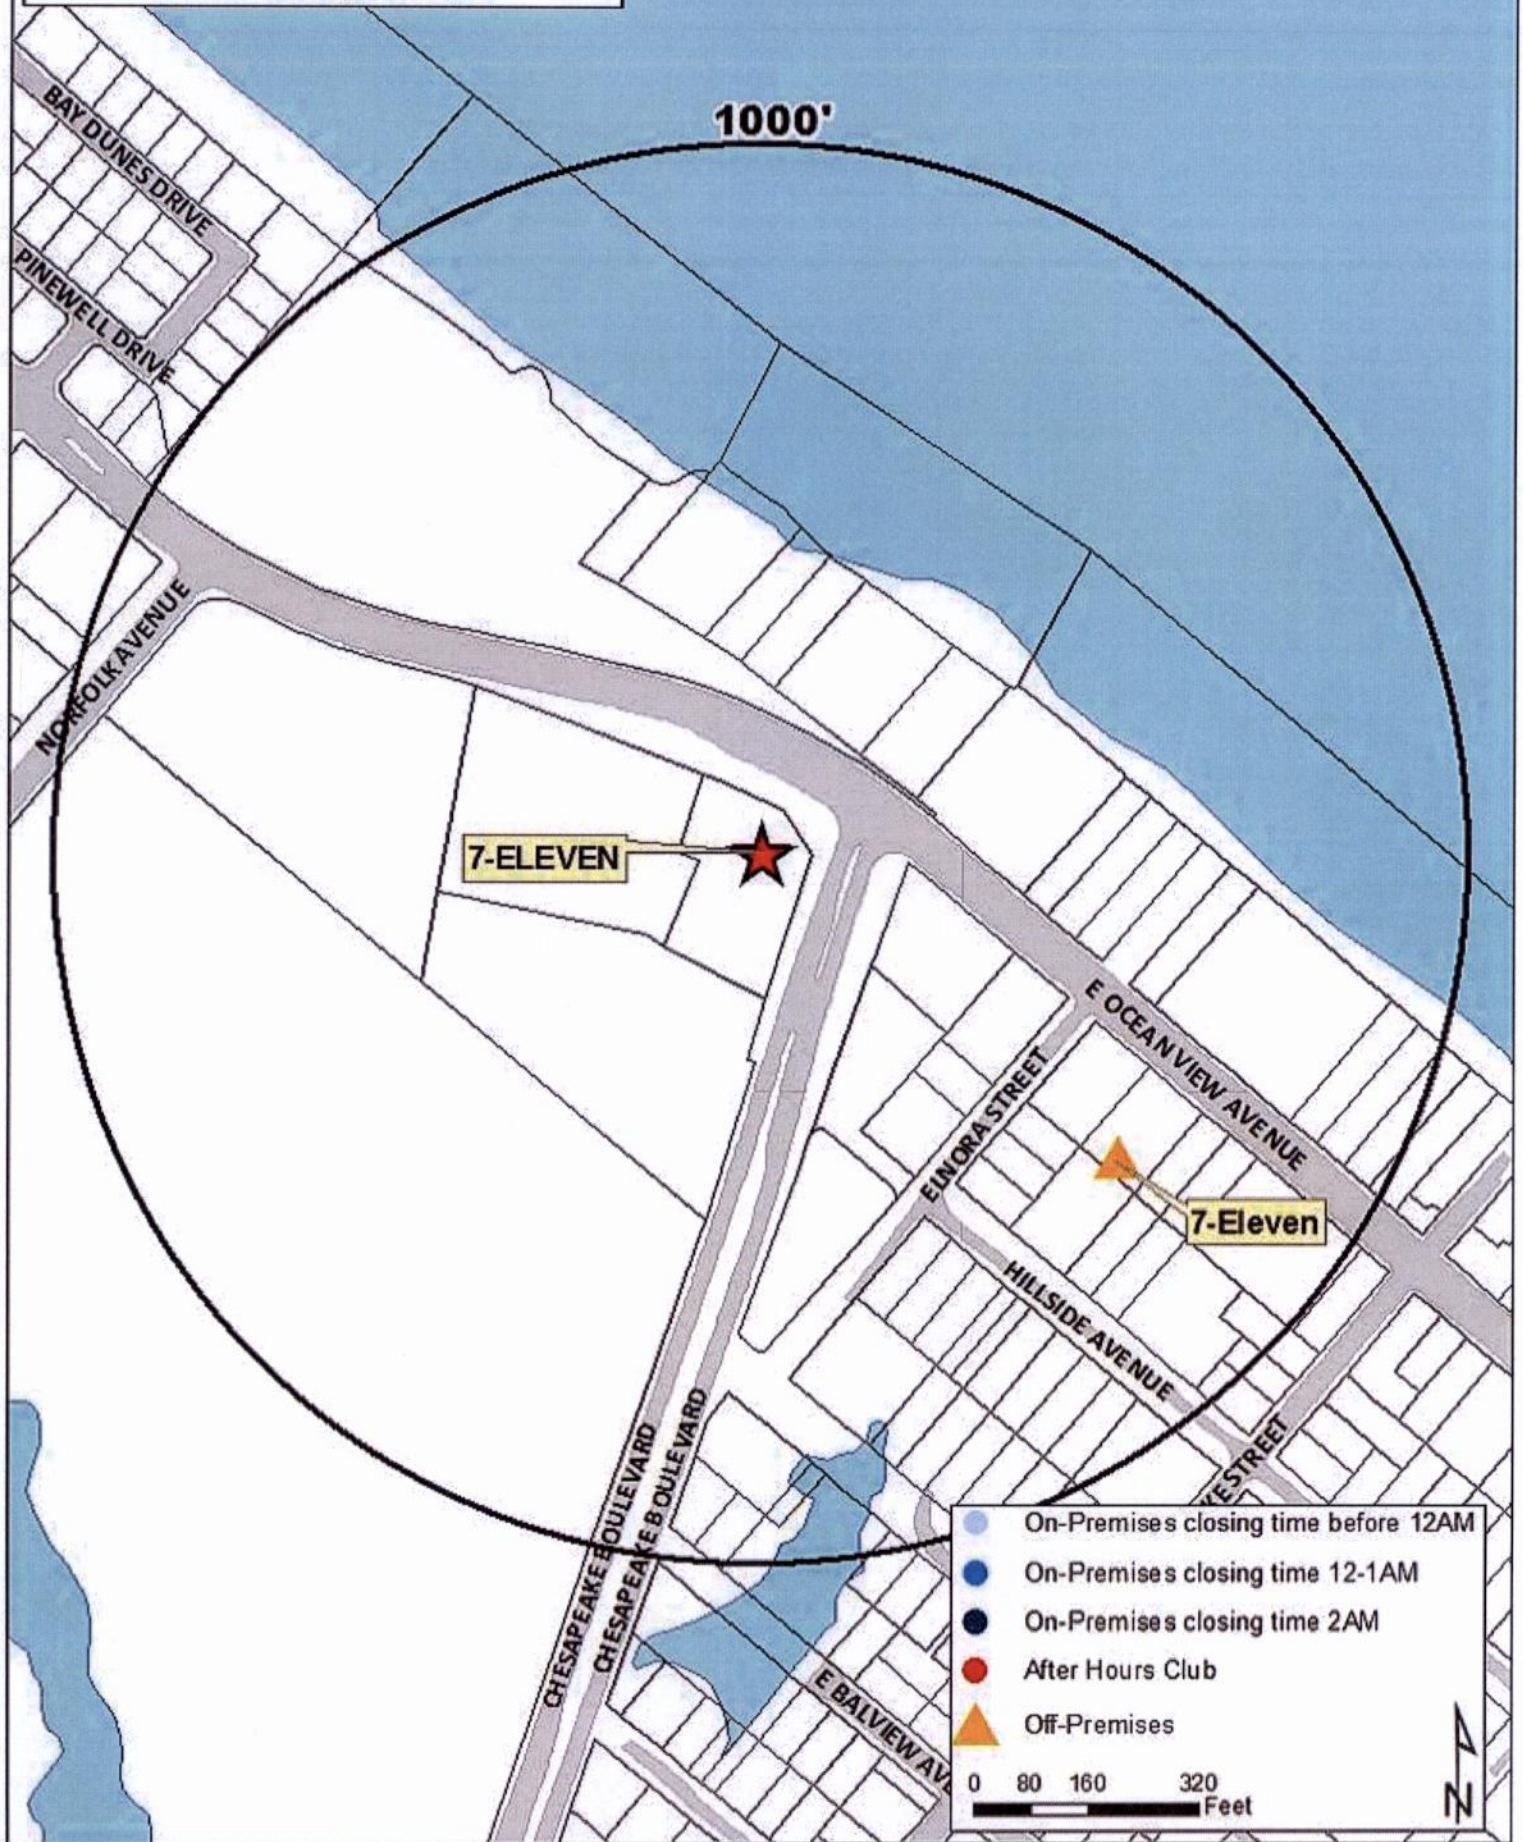 1000'
BAY DUNES DRIVE
PINEWELL DRIVE
NORFOLK AVENUE
7-ELEVEN
E OCEAN VIEW AVENUE
ELNORA STREET
7-Eleven
HILLSIDE AVENUE
CHESAPEAKE BOULEVARD
CHESAPEAKE BOULEVARD
STREET
E BALVIEW AVE
On-Premises closing time before 12AM
On-Premises closing time 12-1AM
On-Premises closing time 2AM
After Hours Club
Off-Premises
0 80 160 320
Feet
N